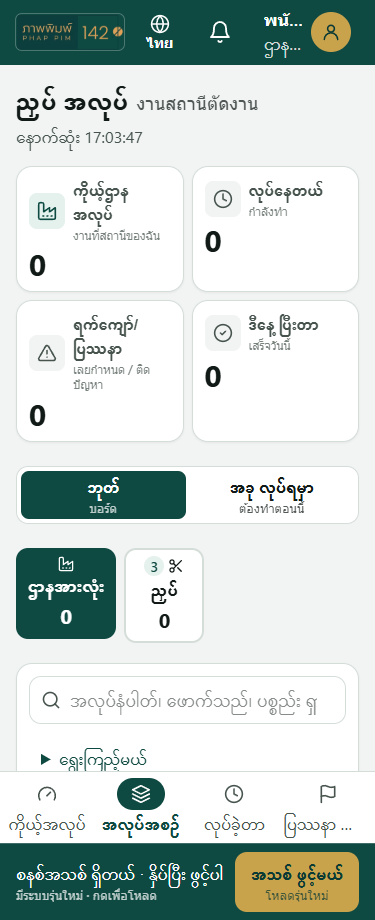 ภาพพิมพ์ 142
PHAP PIM
ไทย
พนั...
ဌာန...
ညှပ် အလုပ် งานสถานีตัดงาน
နောက်ဆုံး 17:03:47
ကိုယ့်ဌာန
အလုပ်
งานที่สถานีของฉัน
0
လုပ်နေတယ်
กำลังทำ
0
ရက်ကျော်/
ပြဿနာ
เลยกำหนด / ติด
ปัญหา
0
ဒီနေ့ ပြီးတာ
เสร็จวันนี้
0
ဘုတ်
บอร์ด
အခု လုပ်ရမှာ
ต้องทำตอนนี้
ဌာနအားလုံး
0
3
ညှပ်
0
အလုပ်နံပါတ်၊ ဖောက်သည်၊ ပစ္စည်း ရှ
ရွေးကြည့်မယ်
ကိုယ့်အလုပ်
အလုပ်အစဉ်
လုပ်ခဲ့တာ
ပြဿနာ ...
စနစ်အသစ် ရှိတယ် · နှိပ်ပြီး ဖွင့်ပါ
มีระบบรุ่นใหม่ · กดเพื่อโหลด
အသစ် ဖွင့်မယ်
โหลดรุ่นใหม่